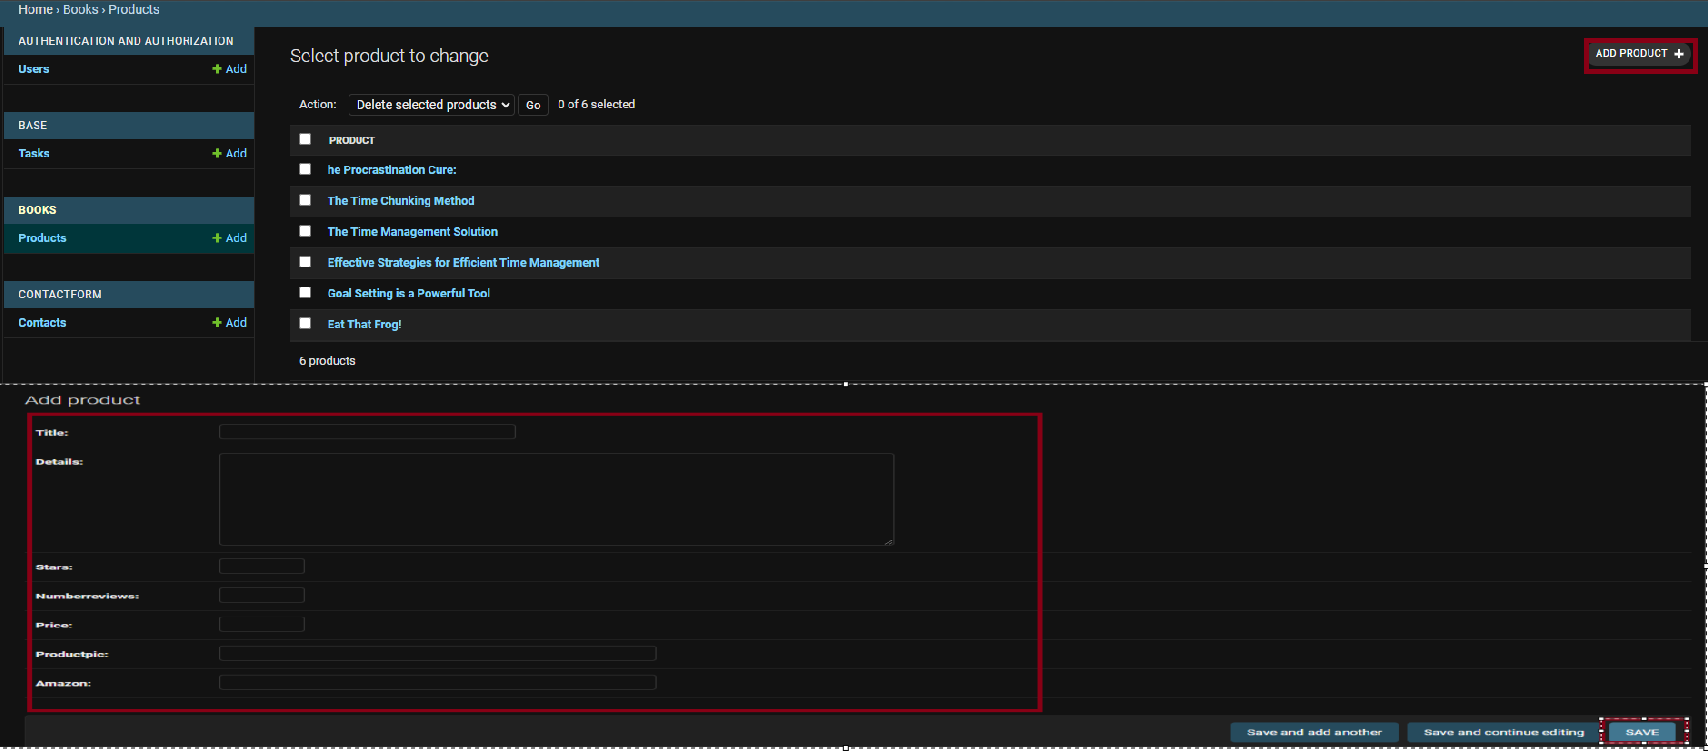 Home › Books › Products
AUTHENTICATION AND AUTHORIZATION
Users + Add
BASE
Tasks + Add
BOOKS
Products + Add
CONTACTFORM
Contacts + Add
Select product to change
ADD PRODUCT +
Action: Delete selected products Go 0 of 6 selected
PRODUCT
he Procrastination Cure:
The Time Chunking Method
The Time Management Solution
Effective Strategies for Efficient Time Management
Goal Setting is a Powerful Tool
Eat That Frog!
6 products
Add product
Title:
Details:
Stars:
Numberreviews:
Price:
Productpic:
Amazon:
Save and add another Save and continue editing SAVE